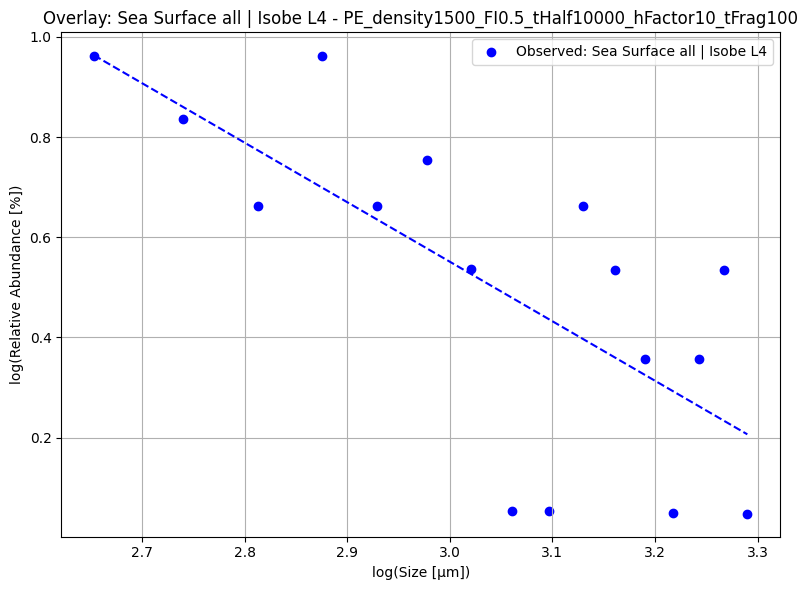 Overlay: Sea Surface all | Isobe L4 - PE_density1500_FI0.5_tHalf10000_hFactor10_tFrag100
Observed: Sea Surface all | Isobe L4
log(Relative Abundance [%])
1.0
0.8
0.6
0.4
0.2
2.7 2.8 2.9 3.0 3.1 3.2 3.3
log(Size [μm])